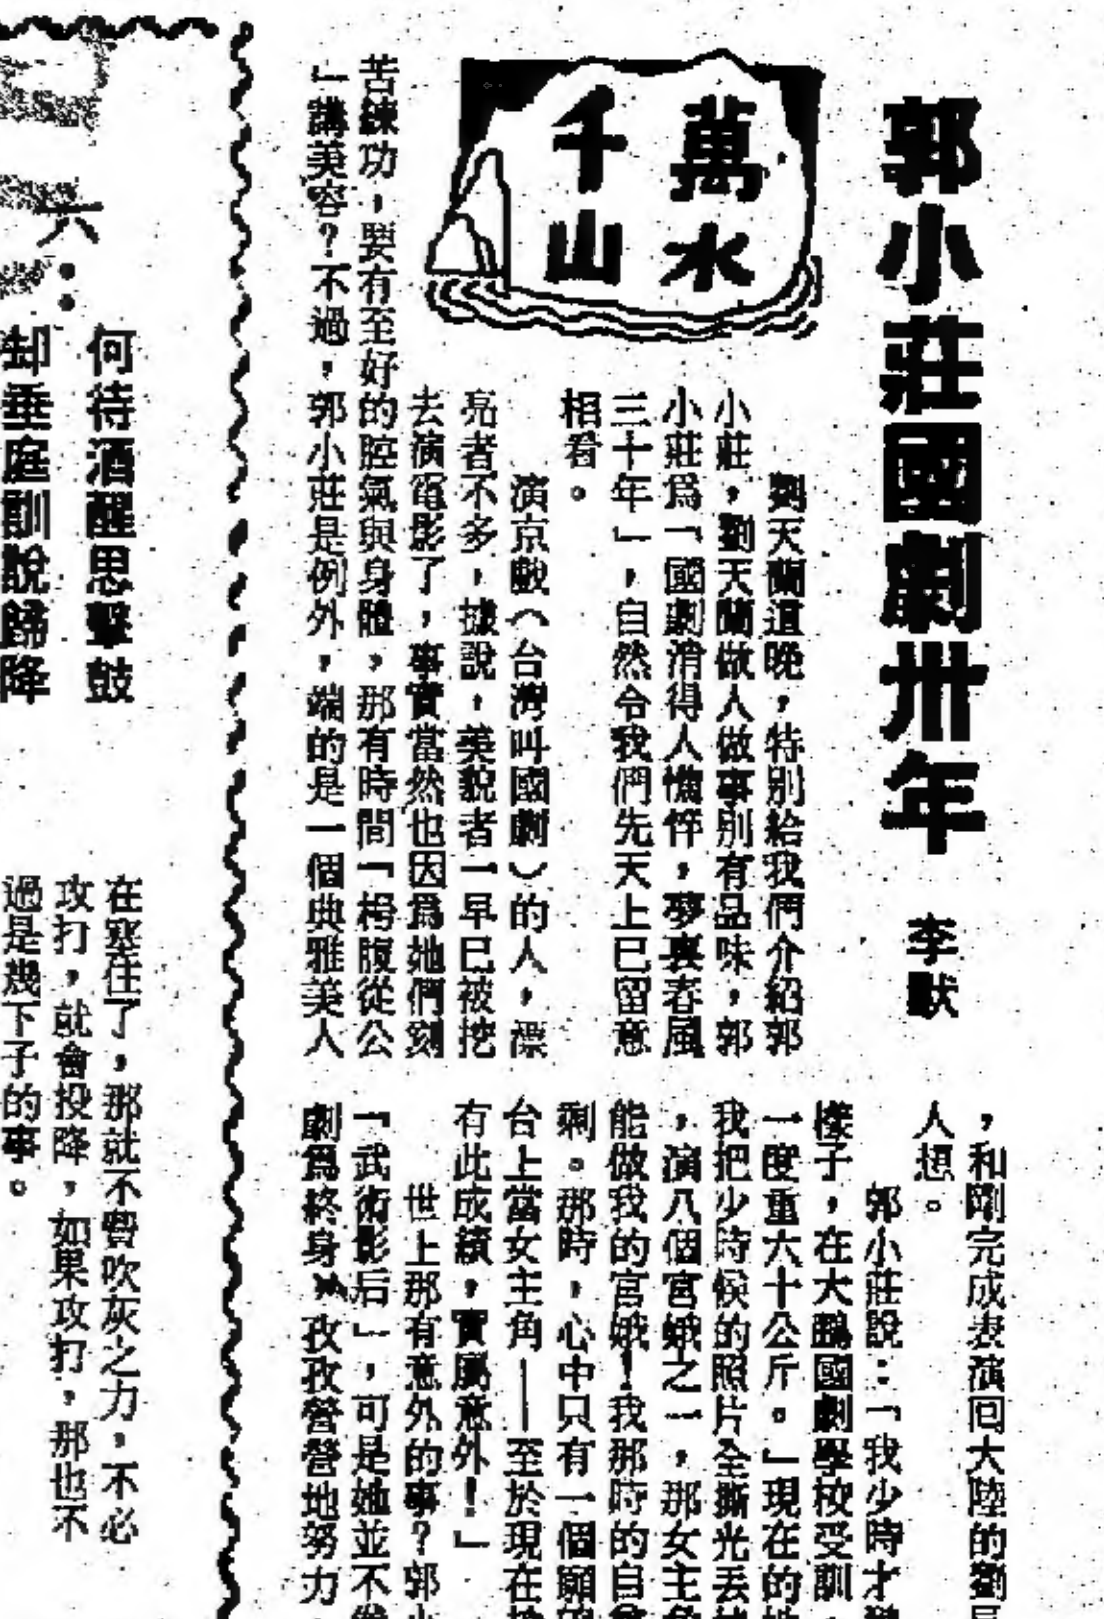 郭小莊國劇卅年
李默
萬水
千山
劉天蘭道晚，特別給我們介紹郭
小莊，劉天蘭做人做事別有品味，郭
小莊爲「國劇消得人憔悴，夢裏春風
三十年」，自然令我們先天上已留意
相看。
演京戲（台灣叫國劇）的人，漂
亮者不多，據說，美貌者一早已被挖
去演電影了，事實當然也因爲她們刻
苦練功，要有至好的腔氣與身體，那有時間「枵腹從公
」講美容？不過，郭小莊是例外，端的是一個典雅美人
，和剛完成表演回大陸的劉
人想。
郭小莊說：「我少時才
樣子，在大鵬國劇學校受訓，
一度重六十公斤。」現在的她
我把少時候的照片全撕光丟
，演八個宮娥之一，那女主角
能做我的宮娥！我那時的自
剩。那時，心中只有一個願
台上當女主角——至於現在
有此成績，實屬意外！」
世上那有意外的事？郭小
「武術影后」，可是她並不
劇爲終身，孜孜營營地努力，
六：
何待酒醒思擊鼓
却垂庭訓說歸降
在塞住了，那就不費吹灰之力，不必
攻打，就會投降，如果攻打，那也不
過是幾下子的事。